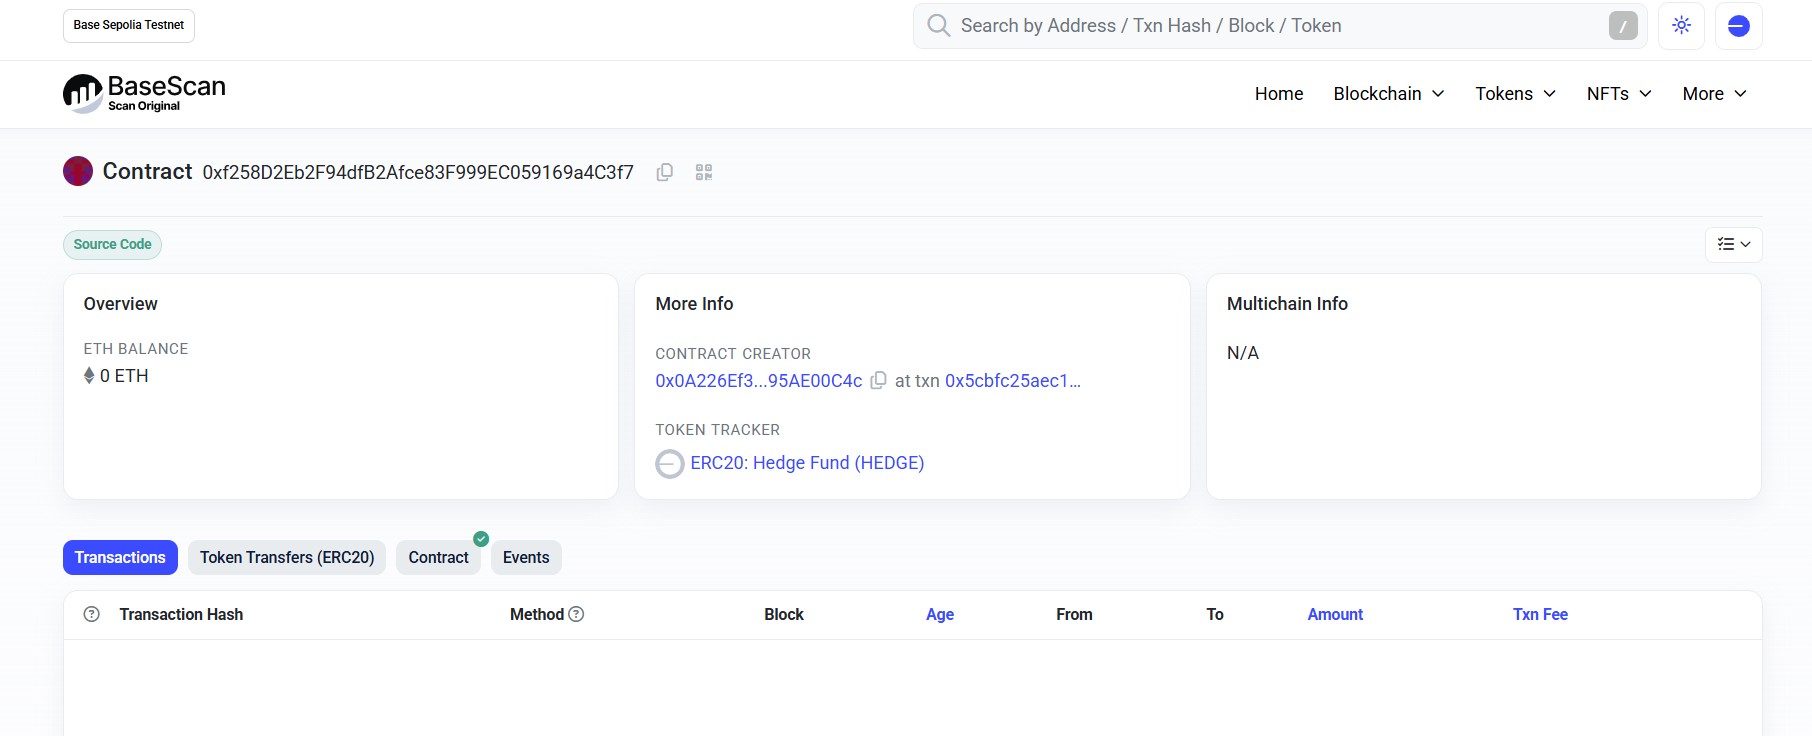 Base Sepolia Testnet
Search by Address / Txn Hash / Block / Token
/
BaseScan
Scan Original
Home Blockchain Tokens NFTs More
Contract 0xf258D2Eb2F94dfB2Afce83F999EC059169a4C3f7
Source Code
Overview
ETH BALANCE
0 ETH
More Info
CONTRACT CREATOR
0x0A226Ef3...95AE00C4c at txn 0x5cbfc25aec1...
TOKEN TRACKER
ERC20: Hedge Fund (HEDGE)
Multichain Info
N/A
Transactions Token Transfers (ERC20) Contract Events
Transaction Hash Method Block Age From To Amount Txn Fee